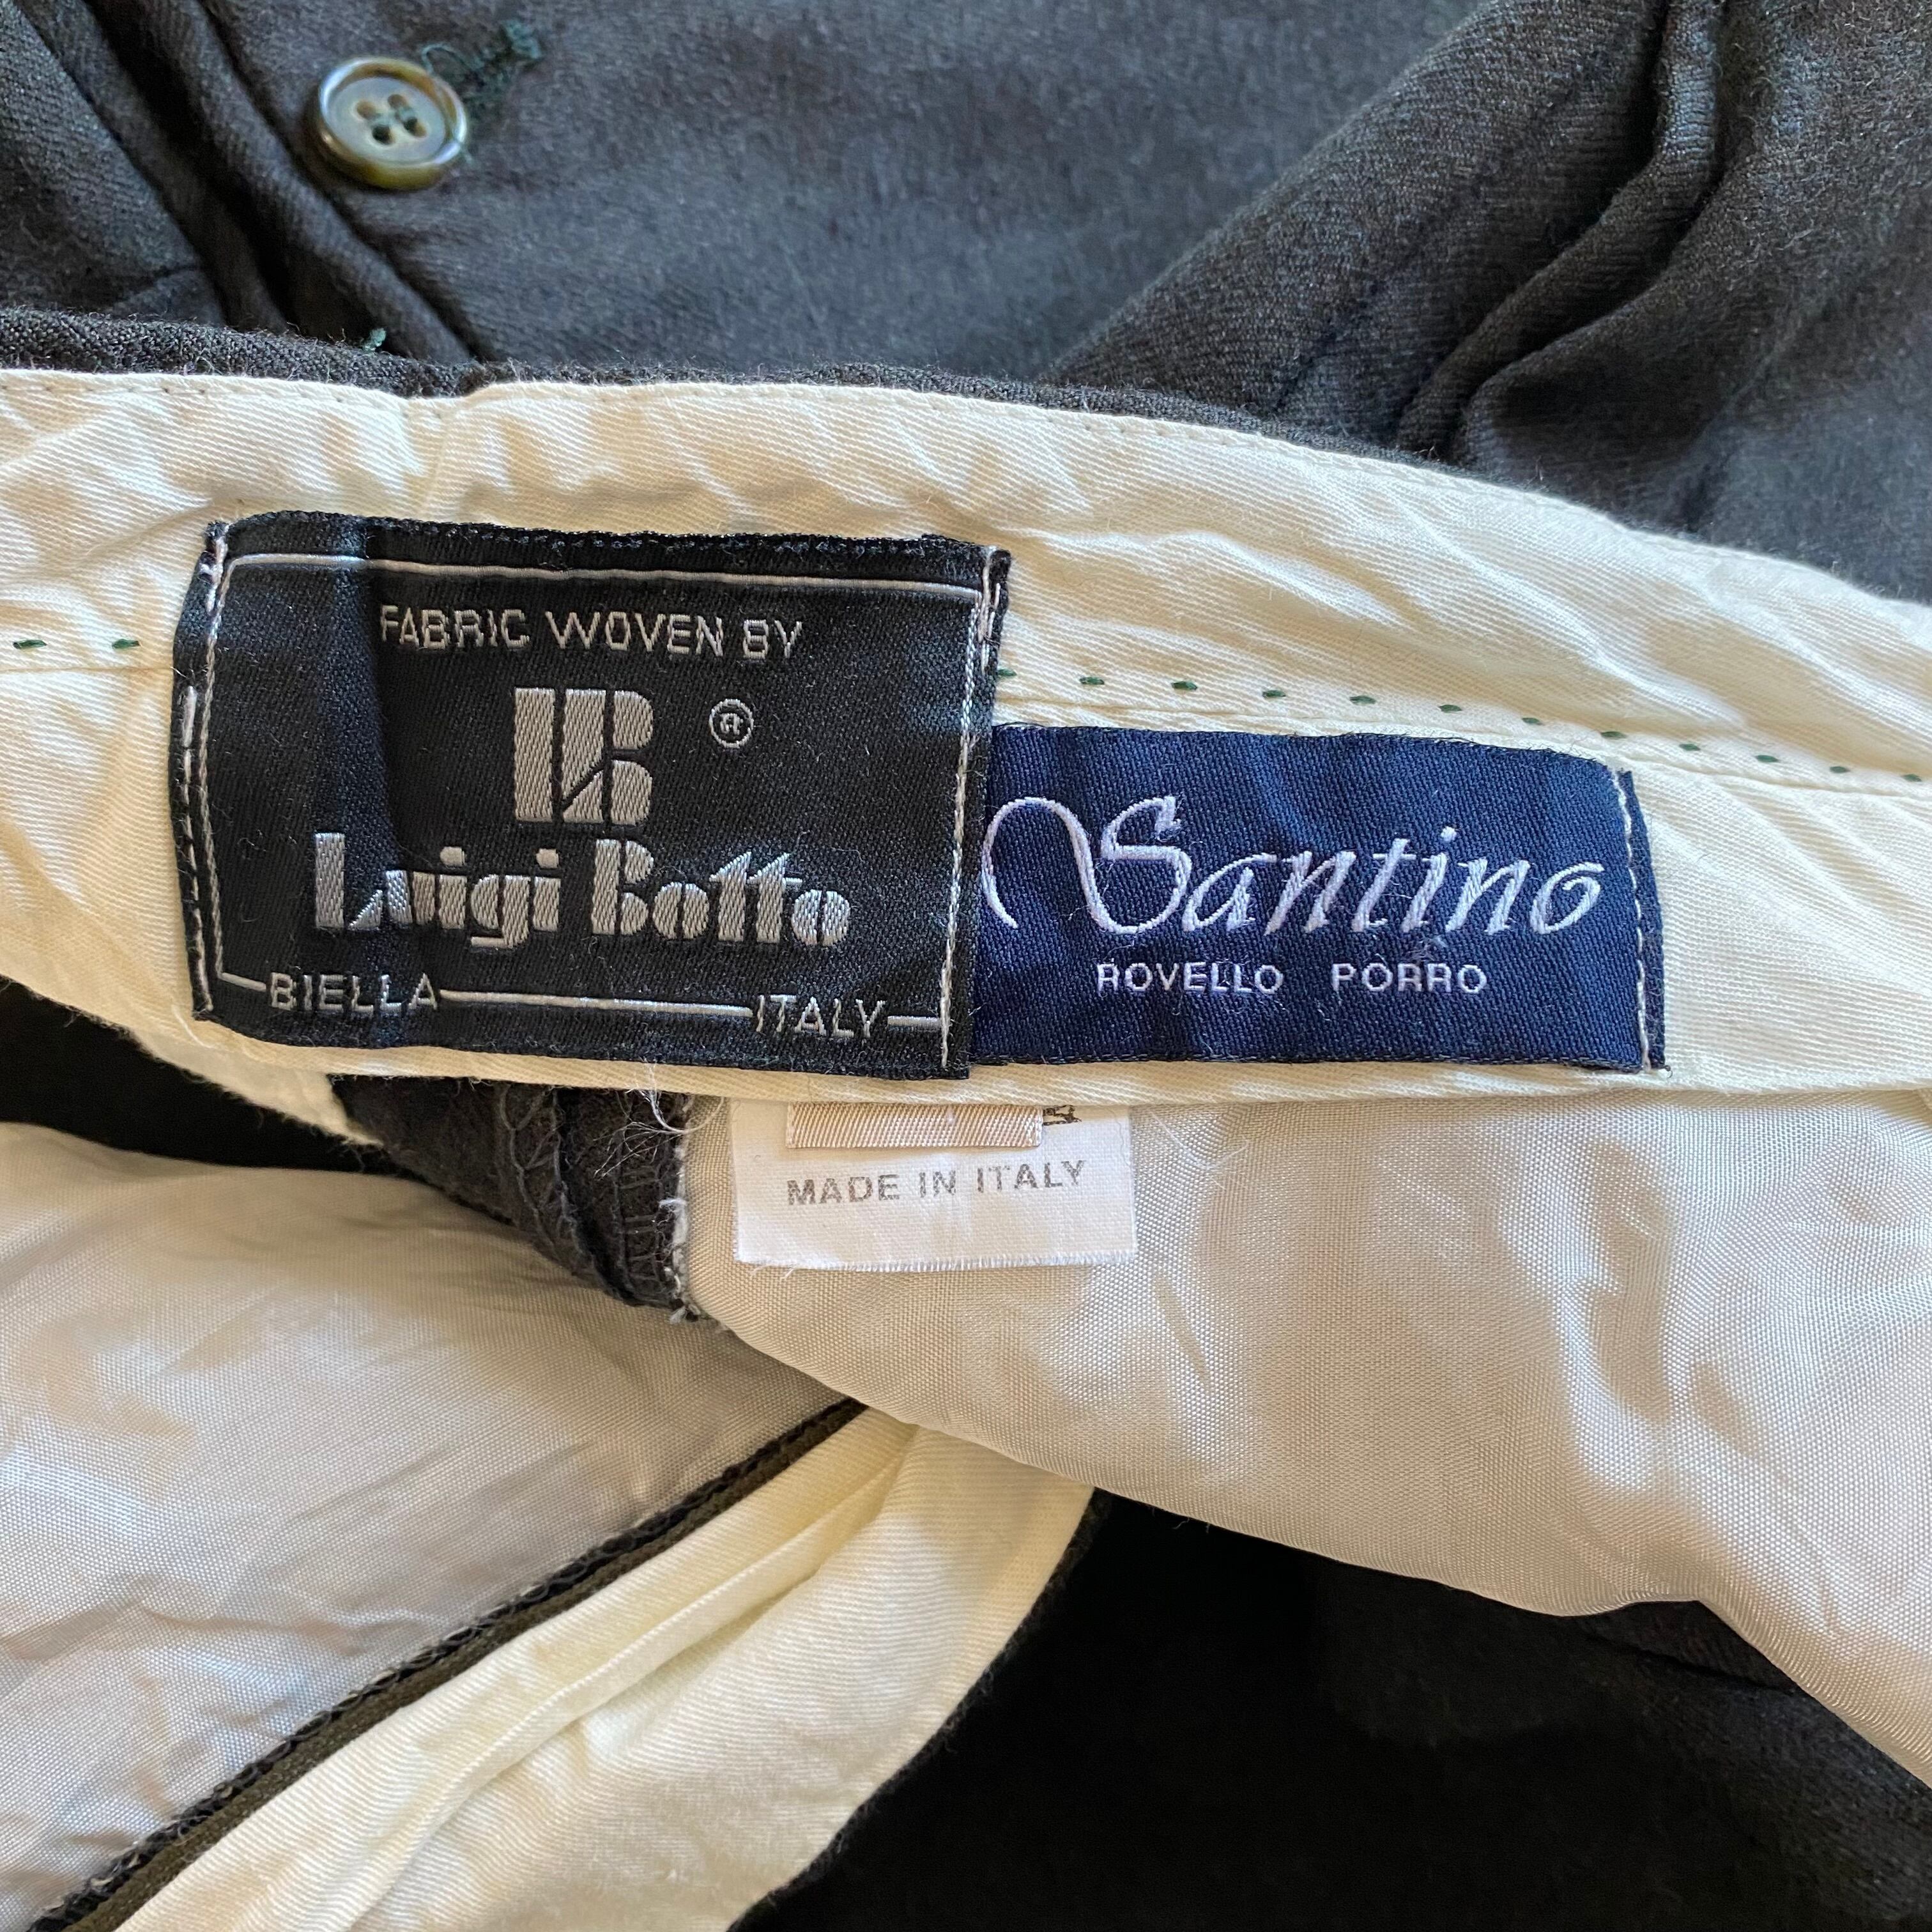 FABRIC WOVEN BY
LB ®
Luigi Botto
BIELLA ITALY
Santino
ROVELLO PORRO
MADE IN ITALY